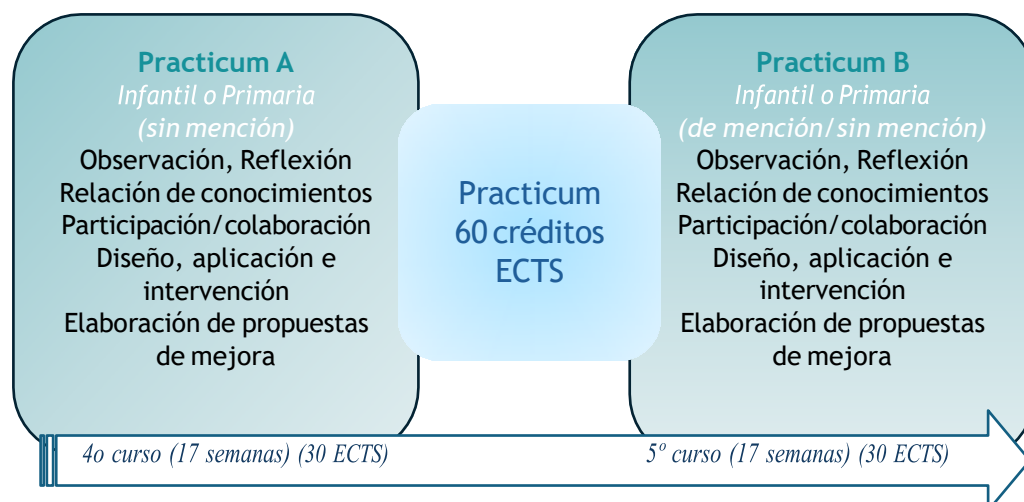 Practicum A
Infantil o Primaria
(sin mención)
Observación, Reflexión
Relación de conocimientos
Participación/colaboración
Diseño, aplicación e
intervención
Elaboración de propuestas
de mejora
Practicum
60 créditos
ECTS
Practicum B
Infantil o Primaria
(de mención/sin mención)
Observación, Reflexión
Relación de conocimientos
Participación/colaboración
Diseño, aplicación e
intervención
Elaboración de propuestas
de mejora
4o curso (17 semanas) (30 ECTS)
5º curso (17 semanas) (30 ECTS)